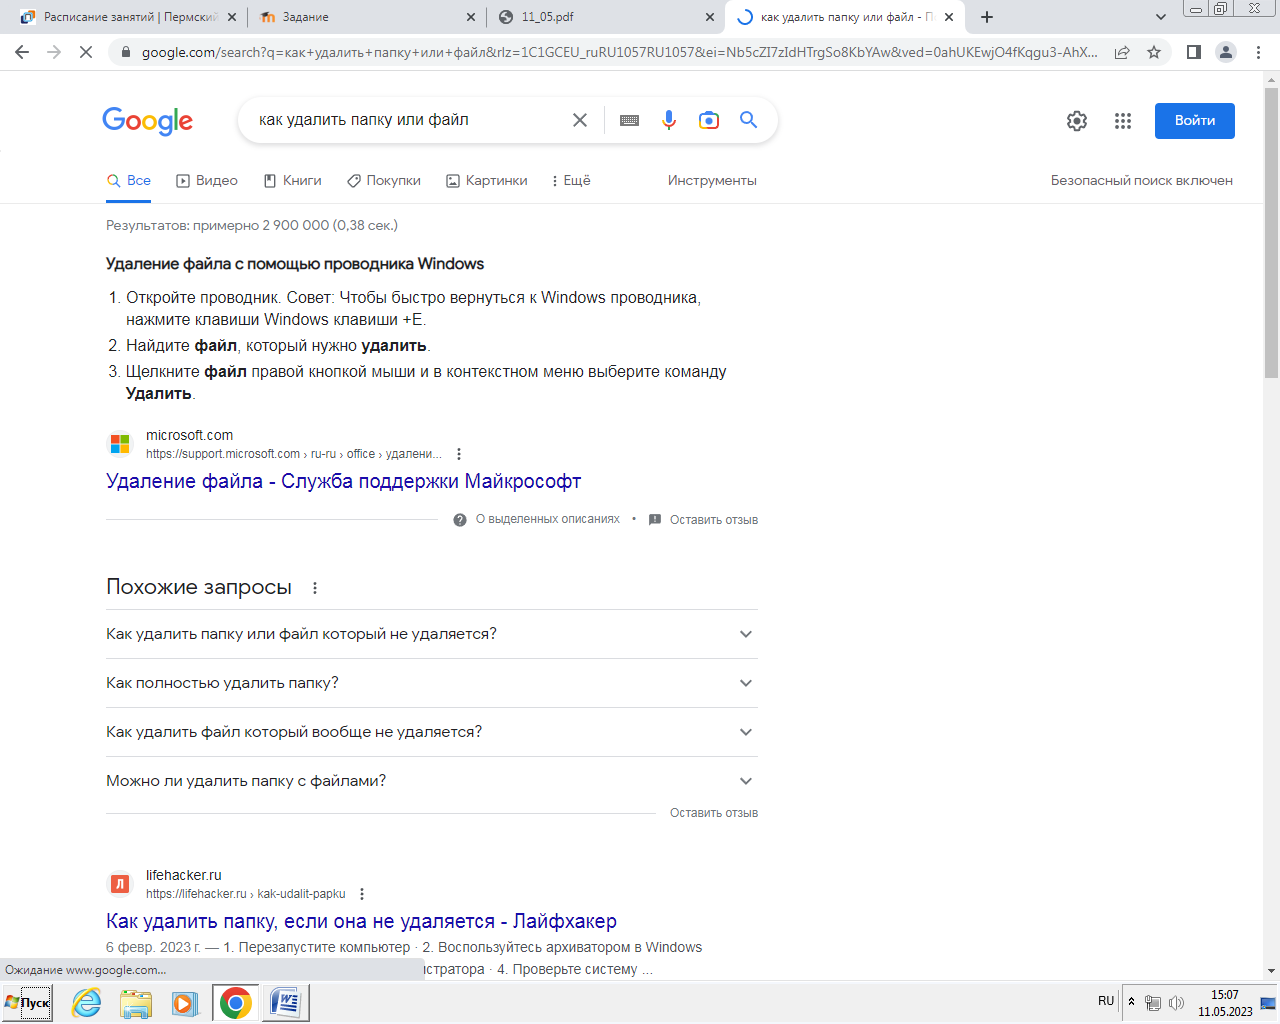 Расписание занятий | Пермский
Задание
11_05.pdf
как удалить папку или файл - П
google.com/search?q=как+удалить+папку+или+файл&rlz=1C1GCEU_ruRU1057RU1057&ei=Nb5cZI7zIdHTrgSo8KbYAw&ved=0ahUKEwjO4fKqgu3-AhX...
Google
как удалить папку или файл
Войти
Все
Видео
Книги
Покупки
Картинки
Ещё
Инструменты
Безопасный поиск включен
Результатов: примерно 2 900 000 (0,38 сек.)
Удаление файла с помощью проводника Windows
1. Откройте проводник. Совет: Чтобы быстро вернуться к Windows проводника,
нажмите клавиши Windows клавиши +E.
2. Найдите файл, который нужно удалить.
3. Щелкните файл правой кнопкой мыши и в контекстном меню выберите команду
Удалить.
microsoft.com
https://support.microsoft.com › ru-ru › office › удалени...
Удаление файла - Служба поддержки Майкрософт
О выделенных описаниях • Оставить отзыв
Похожие запросы
Как удалить папку или файл который не удаляется?
Как полностью удалить папку?
Как удалить файл который вообще не удаляется?
Можно ли удалить папку с файлами?
Оставить отзыв
Л
lifehacker.ru
https://lifehacker.ru › kak-udalit-papku
Как удалить папку, если она не удаляется - Лайфхакер
6 февр. 2023 г. — 1. Перезапустите компьютер · 2. Воспользуйтесь архиватором в Windows
Ожидание www.google.com...
стратора · 4. Проверьте систему ...
Пуск
RU
15:07
11.05.2023